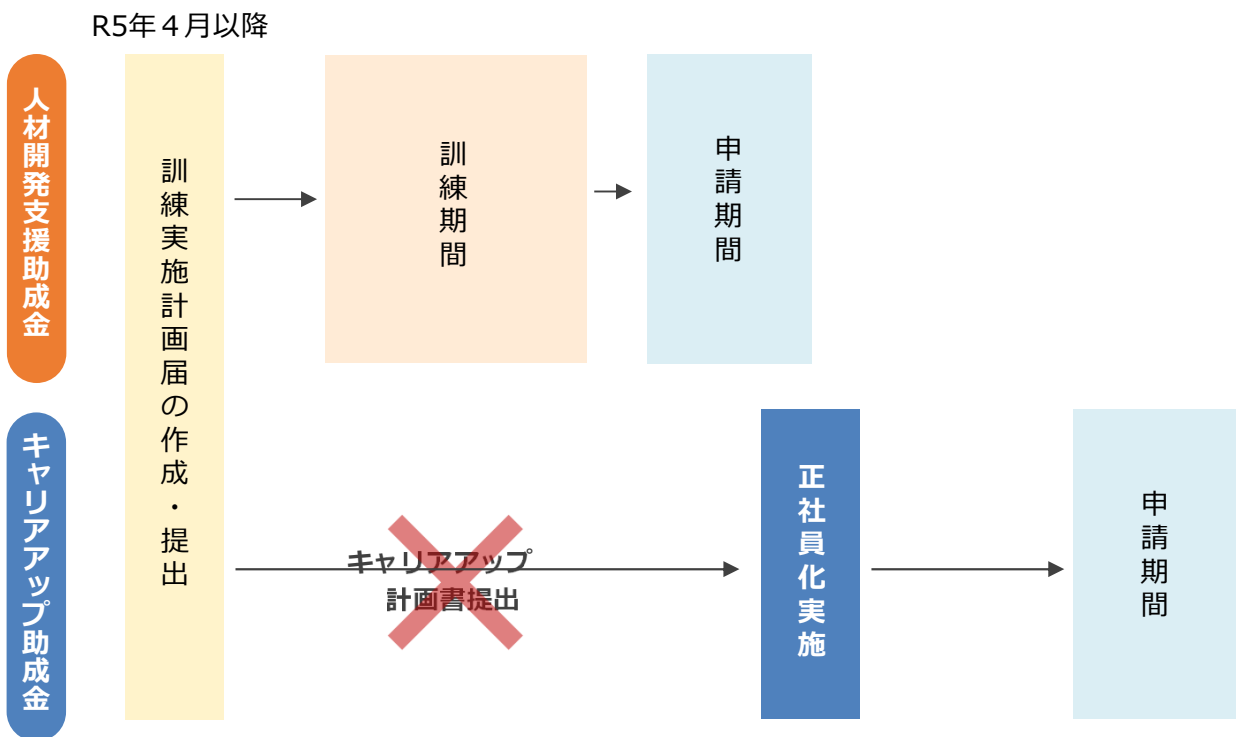 R5年４月以降
人材開発支援助成金
訓練実施計画届の作成・提出
訓練期間
申請期間
キャリアアップ助成金
キャリアアップ
計画書提出
正社員化実施
申請期間